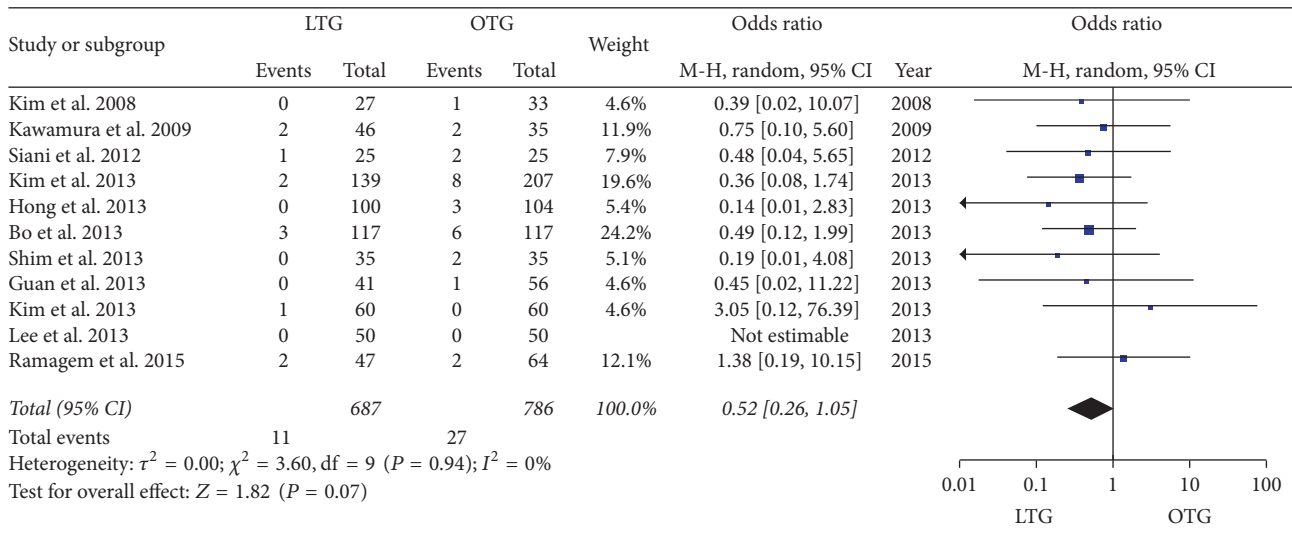 LTG OTG Odds ratio Odds ratio
Study or subgroup Weight
Events Total Events Total M-H, random, 95% CI Year M-H, random, 95% CI
Kim et al. 2008 0 27 1 33 4.6% 0.39 [0.02, 10.07] 2008
Kawamura et al. 2009 2 46 2 35 11.9% 0.75 [0.10, 5.60] 2009
Siani et al. 2012 1 25 2 25 7.9% 0.48 [0.04, 5.65] 2012
Kim et al. 2013 2 139 8 207 19.6% 0.36 [0.08, 1.74] 2013
Hong et al. 2013 0 100 3 104 5.4% 0.14 [0.01, 2.83] 2013
Bo et al. 2013 3 117 6 117 24.2% 0.49 [0.12, 1.99] 2013
Shim et al. 2013 0 35 2 35 5.1% 0.19 [0.01, 4.08] 2013
Guan et al. 2013 0 41 1 56 4.6% 0.45 [0.02, 11.22] 2013
Kim et al. 2013 1 60 0 60 4.6% 3.05 [0.12, 76.39] 2013
Lee et al. 2013 0 50 0 50 Not estimable 2013
Ramagem et al. 2015 2 47 2 64 12.1% 1.38 [0.19, 10.15] 2015
Total (95% CI) 687 786 100.0% 0.52 [0.26, 1.05]
Total events 11 27
Heterogeneity: τ² = 0.00; χ² = 3.60, df = 9 (P = 0.94); I² = 0%
Test for overall effect: Z = 1.82 (P = 0.07)
0.01 0.1 1 10 100
LTG OTG